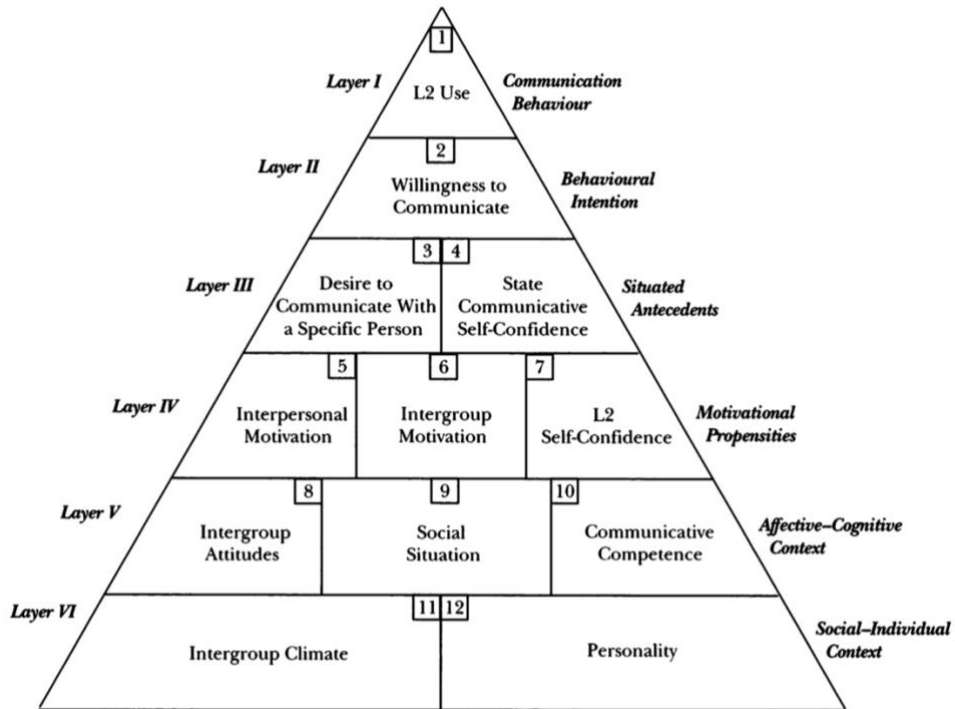 1
Layer I
L2 Use
Communication
Behaviour
2
Layer II
Willingness to
Communicate
Behavioural
Intention
3 4
Layer III
Desire to
Communicate With
a Specific Person
State
Communicative
Self-Confidence
Situated
Antecedents
5 6 7
Layer IV
Interpersonal
Motivation
Intergroup
Motivation
L2
Self-Confidence
Motivational
Propensities
8 9 10
Layer V
Intergroup
Attitudes
Social
Situation
Communicative
Competence
Affective–Cognitive
Context
11 12
Layer VI
Intergroup Climate
Personality
Social–Individual
Context